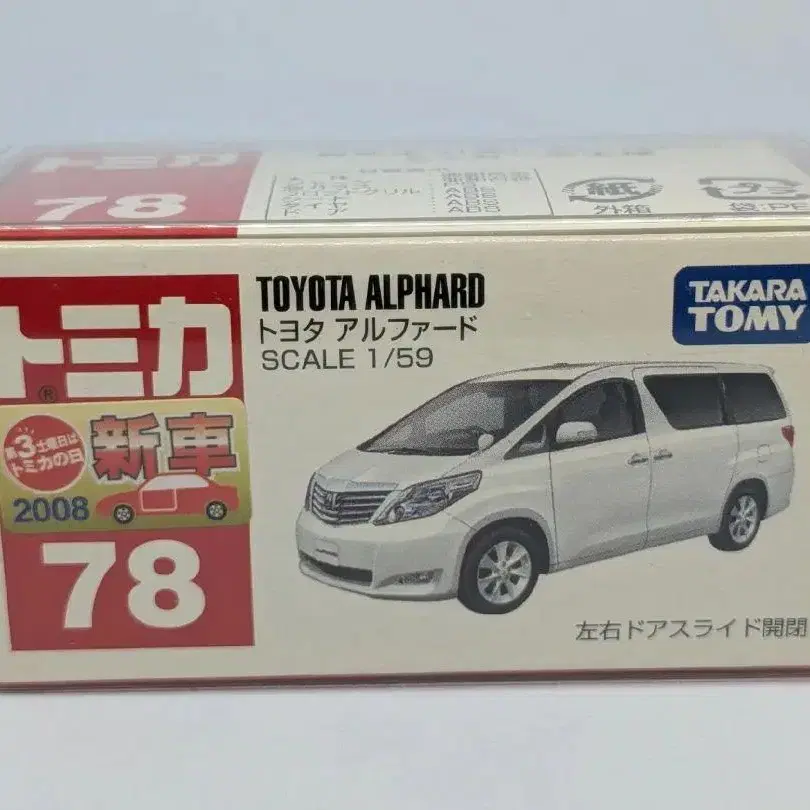 トミカ
78
紙
外箱
プラ
TOYOTA ALPHARD
トヨタ アルファード
SCALE 1/59
TAKARA
TOMY
トミカ
®
第3土曜日は
トミカの日
新車
2008
78
左右ドアスライド開閉